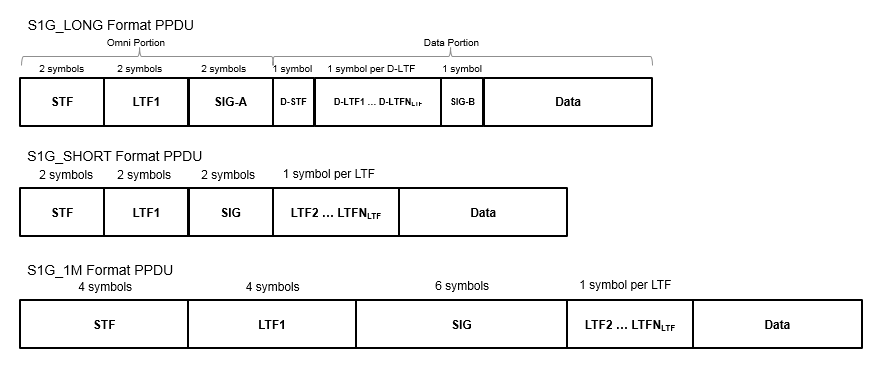 S1G_LONG Format PPDU
Omni Portion Data Portion
2 symbols 2 symbols 2 symbols 1 symbol 1 symbol per D-LTF 1 symbol
STF LTF1 SIG-A D-STF D-LTF1 ... D-LTFNLTF SIG-B Data
S1G_SHORT Format PPDU
2 symbols 2 symbols 2 symbols 1 symbol per LTF
STF LTF1 SIG LTF2 ... LTFNLTF Data
S1G_1M Format PPDU
4 symbols 4 symbols 6 symbols 1 symbol per LTF
STF LTF1 SIG LTF2 ... LTFNLTF Data